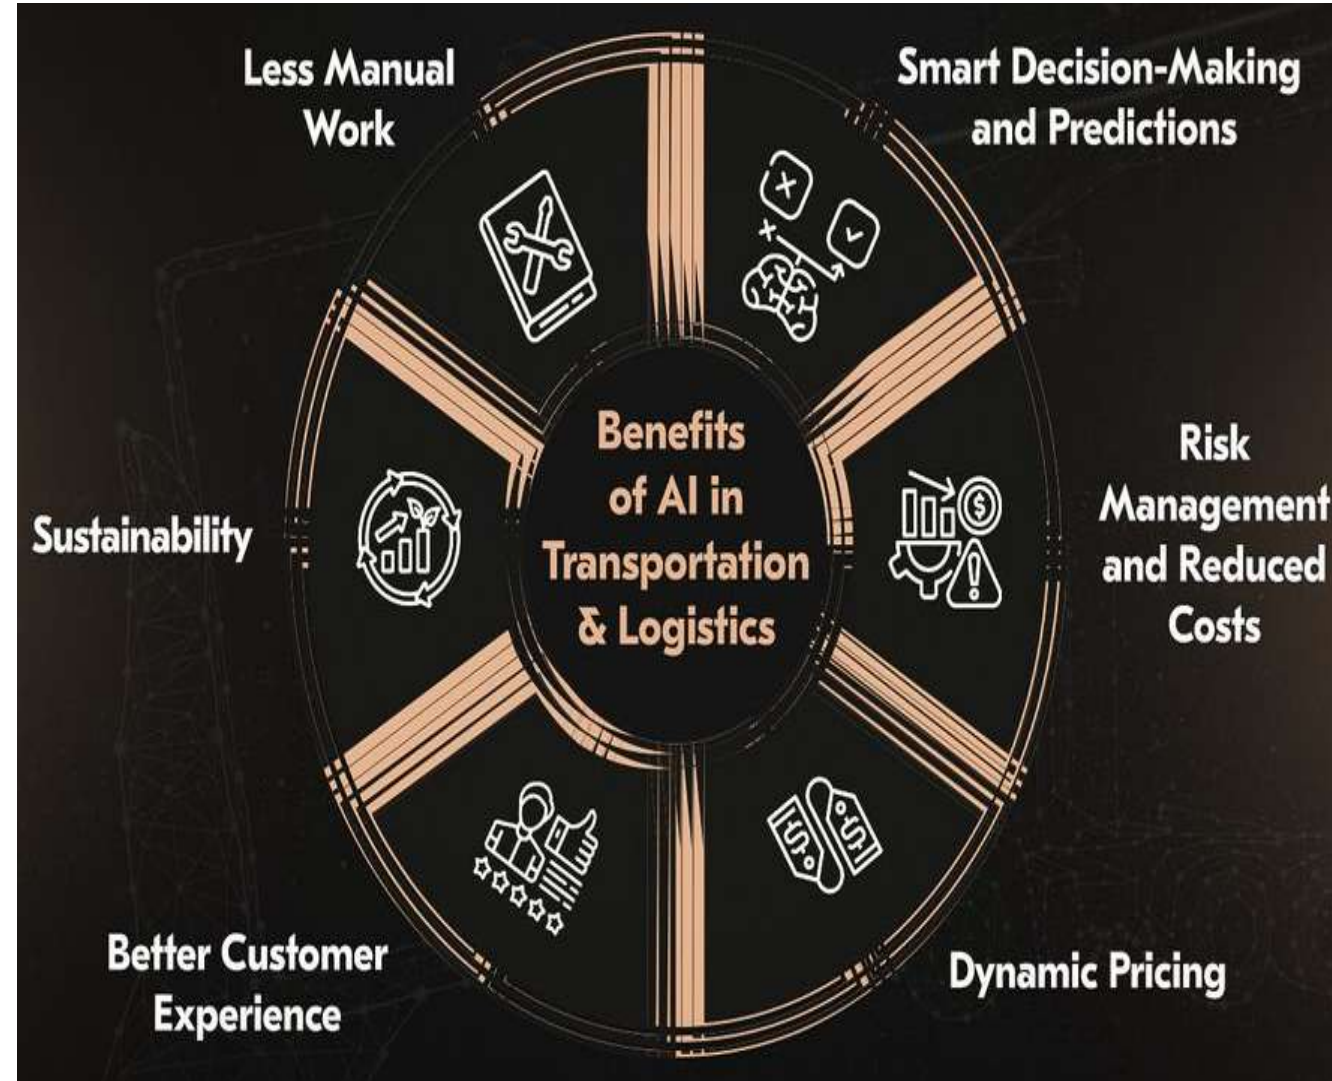 Less Manual
Work
Smart Decision-Making
and Predictions
Benefits
of AI in
Transportation
& Logistics
Risk
Management
and Reduced
Costs
Sustainability
Better Customer
Experience
Dynamic Pricing